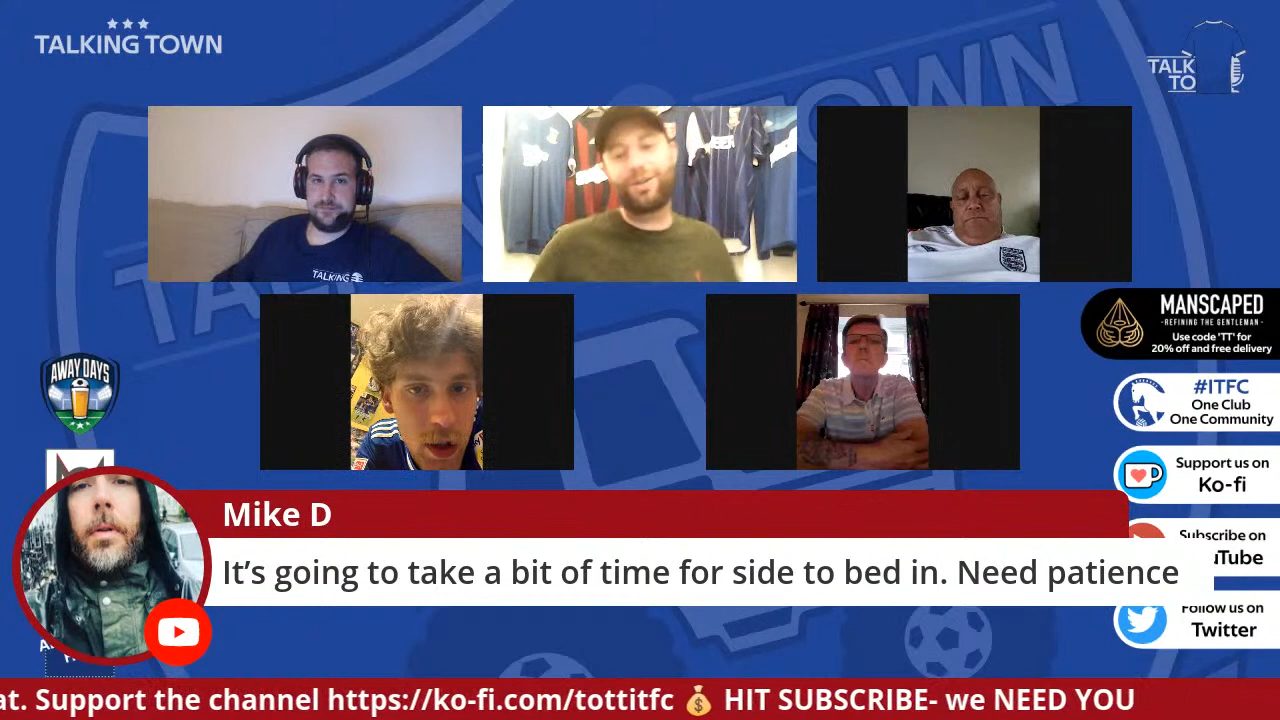 TALKING TOWN
TALK
TO
TALKING
MANSCAPED
-REFINING THE GENTLEMAN-
Use code 'TT' for
20% off and free delivery
AWAY DAYS
#ITFC
One Club
One Community
Support us on
Ko-fi
Subscribe on
uTube
Mike D
It's going to take a bit of time for side to bed in. Need patience
Follow us on
Twitter
at. Support the channel https://ko-fi.com/tottitfc 💰 HIT SUBSCRIBE- we NEED YOU